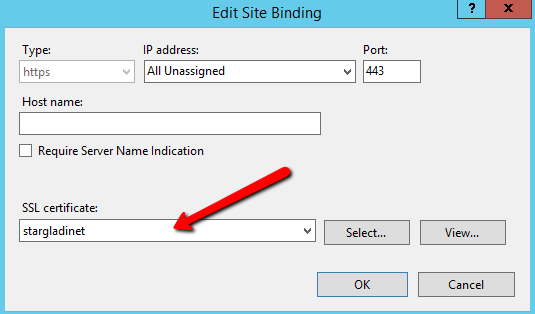 Edit Site Binding
?
x
Type:
IP address:
Port:
https
All Unassigned
443
Host name:
Require Server Name Indication
SSL certificate:
stargladinet
Select...
View...
OK
Cancel